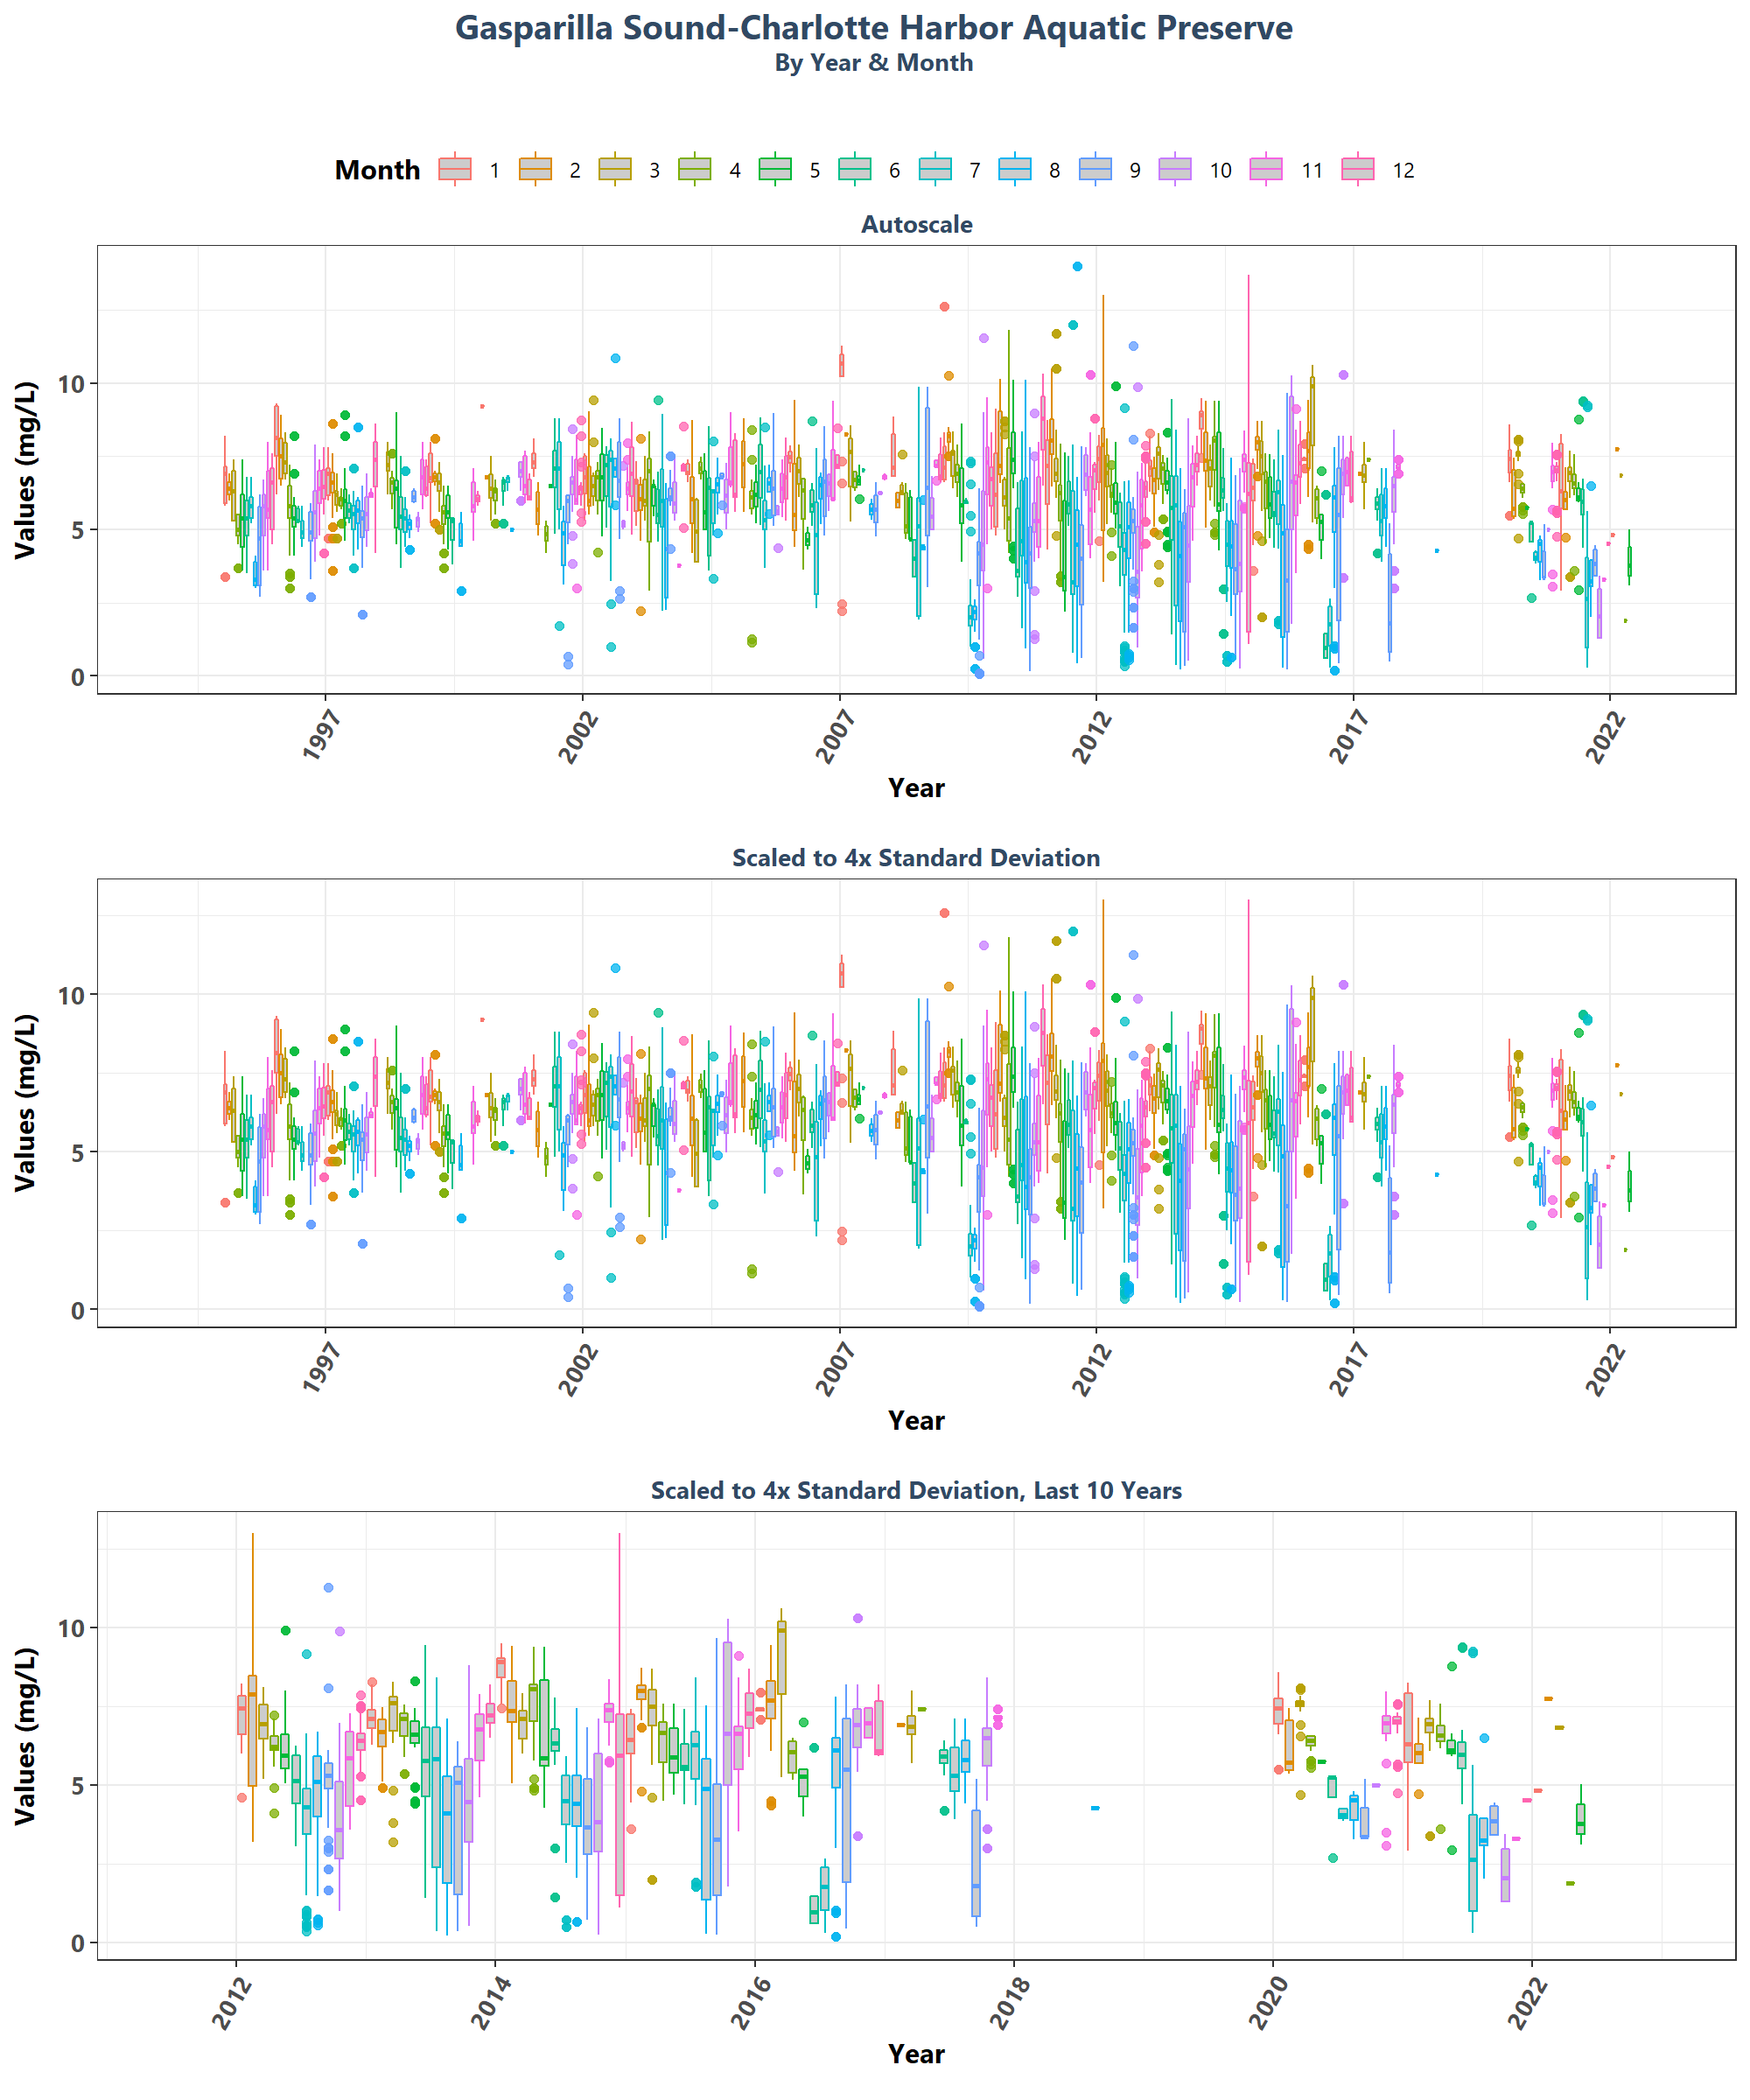 Gasparilla Sound-Charlotte Harbor Aquatic Preserve
By Year & Month
Month 1 2 3 4 5 6 7 8 9 10 11 12
Autoscale
Values (mg/L)
10
5
0
1997 2002 2007 2012 2017 2022
Year
Scaled to 4x Standard Deviation
Values (mg/L)
10
5
0
1997 2002 2007 2012 2017 2022
Year
Scaled to 4x Standard Deviation, Last 10 Years
Values (mg/L)
10
5
0
2012 2014 2016 2018 2020 2022
Year